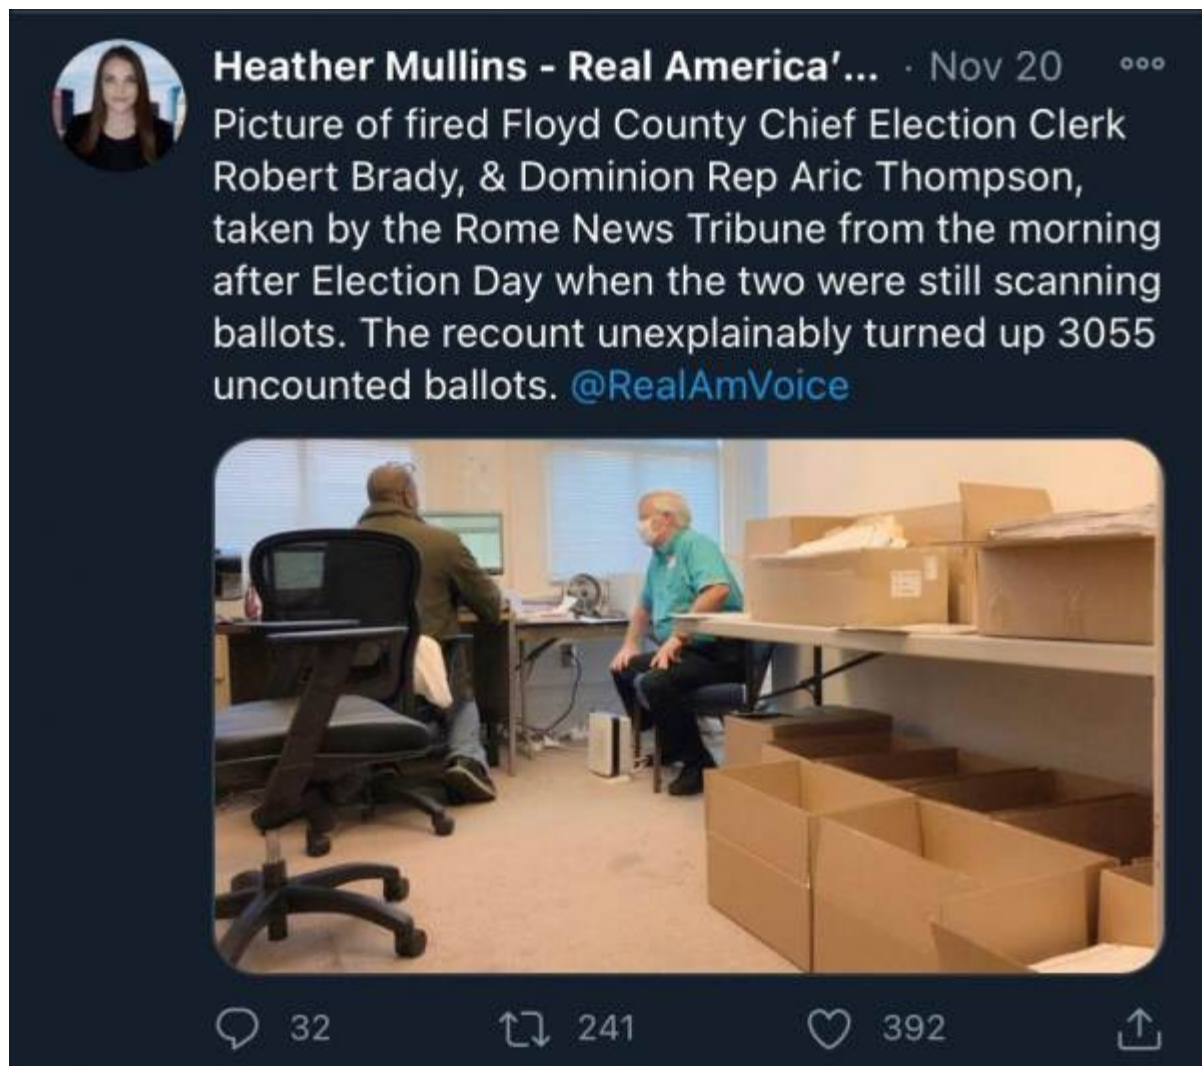 Heather Mullins - Real America'... · Nov 20
Picture of fired Floyd County Chief Election Clerk
Robert Brady, & Dominion Rep Aric Thompson,
taken by the Rome News Tribune from the morning
after Election Day when the two were still scanning
ballots. The recount unexplainably turned up 3055
uncounted ballots. @RealAmVoice
32 241 392